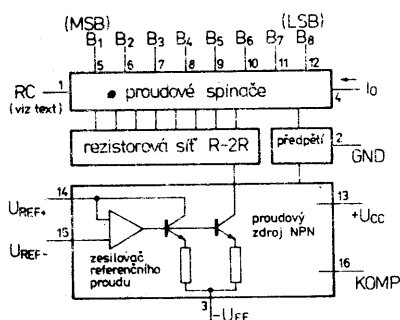 (MSB) (LSB)
B1 B2 B3 B4 B5 B6 B7 B8
5 6 7 8 9 10 11 12
RC 1 proudové spínače 4 I0
(viz text)
rezistorová síť R-2R předpětí 2 GND
14 13
UREF+ proudový +UCC
zdroj NPN
15
UREF-
zesilovač
referenčního
proudu
16
KOMP
3
-UEE